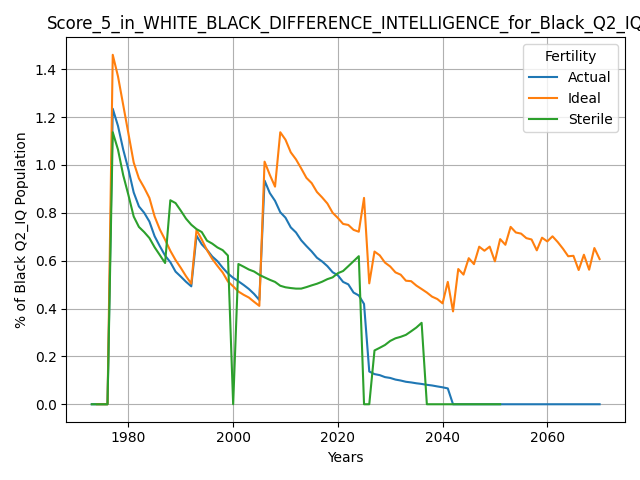 Score_5_in_WHITE_BLACK_DIFFERENCE_INTELLIGENCE_for_Black_Q2_IQ
Fertility
Actual
Ideal
Sterile
% of Black Q2_IQ Population
1.4
1.2
1.0
0.8
0.6
0.4
0.2
0.0
1980
2000
2020
2040
2060
Years